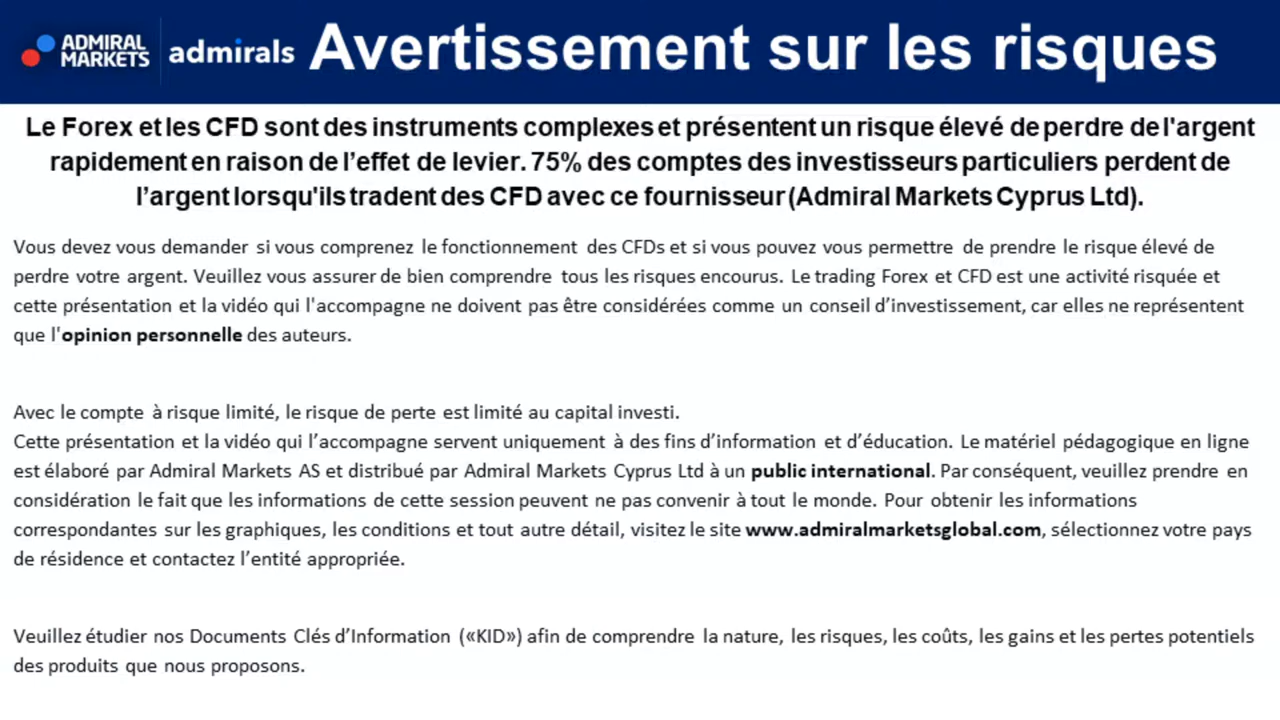 ADMIRAL MARKETS admirals Avertissement sur les risques
Le Forex et les CFD sont des instruments complexes et présentent un risque élevé de perdre de l'argent
rapidement en raison de l’effet de levier. 75% des comptes des investisseurs particuliers perdent de
l’argent lorsqu'ils tradent des CFD avec ce fournisseur (Admiral Markets Cyprus Ltd).
Vous devez vous demander si vous comprenez le fonctionnement des CFDs et si vous pouvez vous permettre de prendre le risque élevé de
perdre votre argent. Veuillez vous assurer de bien comprendre tous les risques encourus. Le trading Forex et CFD est une activité risquée et
cette présentation et la vidéo qui l'accompagne ne doivent pas être considérées comme un conseil d’investissement, car elles ne représentent
que l'opinion personnelle des auteurs.
Avec le compte à risque limité, le risque de perte est limité au capital investi.
Cette présentation et la vidéo qui l’accompagne servent uniquement à des fins d’information et d’éducation. Le matériel pédagogique en ligne
est élaboré par Admiral Markets AS et distribué par Admiral Markets Cyprus Ltd à un public international. Par conséquent, veuillez prendre en
considération le fait que les informations de cette session peuvent ne pas convenir à tout le monde. Pour obtenir les informations
correspondantes sur les graphiques, les conditions et tout autre détail, visitez le site www.admiralmarketsglobal.com, sélectionnez votre pays
de résidence et contactez l’entité appropriée.
Veuillez étudier nos Documents Clés d’Information («KID») afin de comprendre la nature, les risques, les coûts, les gains et les pertes potentiels
des produits que nous proposons.